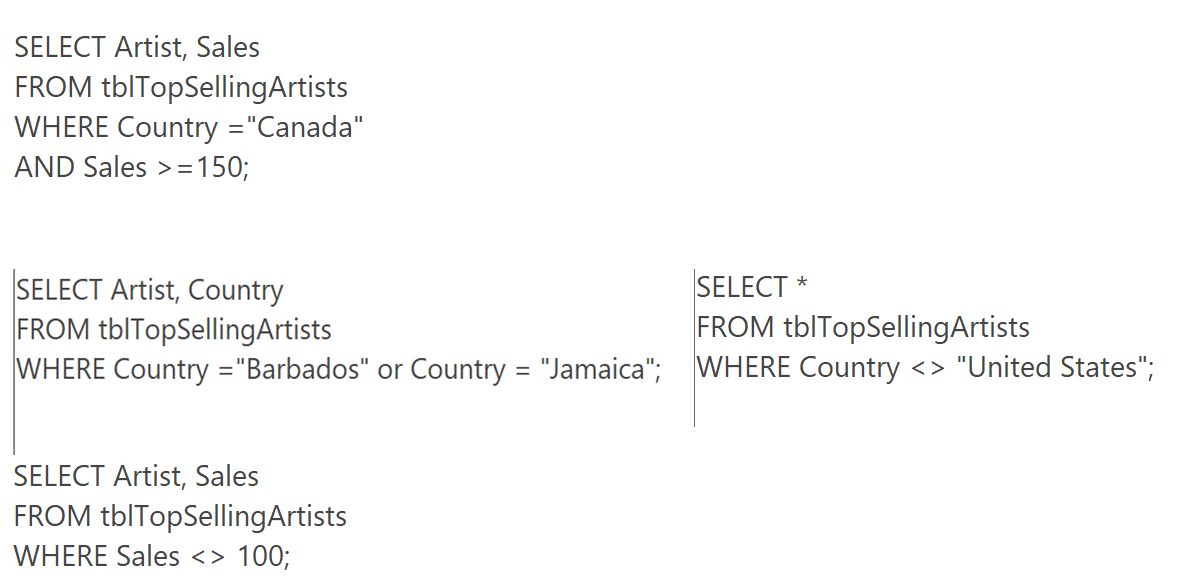 SELECT Artist, Sales
FROM tblTopSellingArtists
WHERE Country ="Canada"
AND Sales >=150;
SELECT Artist, Country
FROM tblTopSellingArtists
WHERE Country ="Barbados" or Country = "Jamaica";
SELECT *
FROM tblTopSellingArtists
WHERE Country <> "United States";
SELECT Artist, Sales
FROM tblTopSellingArtists
WHERE Sales <> 100;